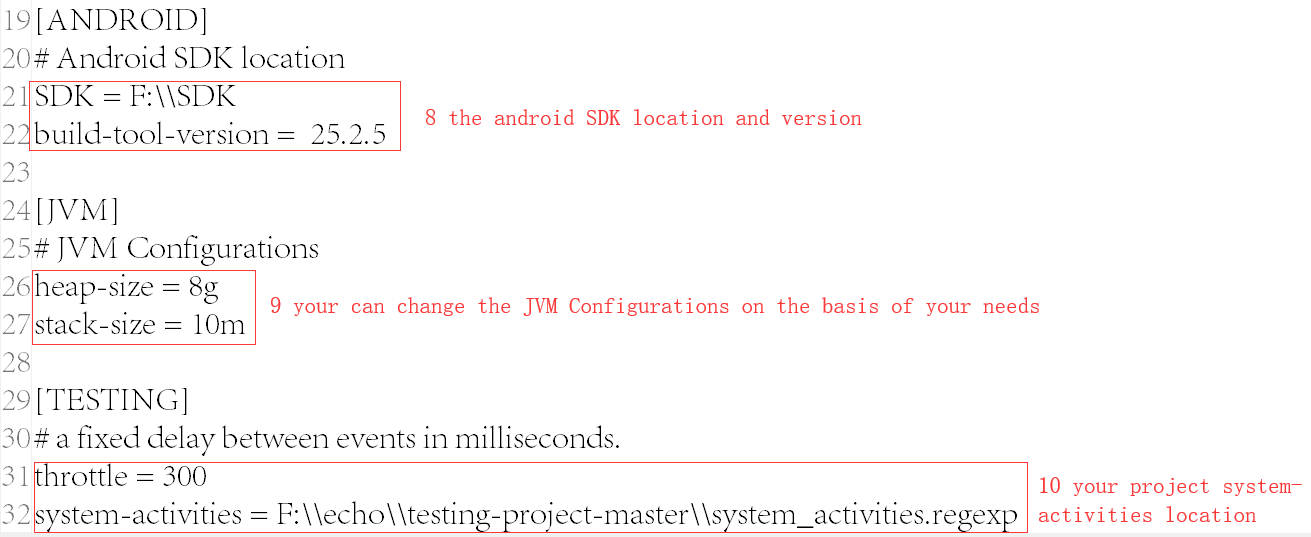 19 [ANDROID]
20 # Android SDK location
21 SDK = F:\\SDK
22 build-tool-version =  25.2.5
8 the android SDK location and version
23
24 [JVM]
25 # JVM Configurations
26 heap-size = 8g
27 stack-size = 10m
9 your can change the JVM Configurations on the basis of your needs
28
29 [TESTING]
30 # a fixed delay between events in milliseconds.
31 throttle = 300
32 system-activities = F:\\echo\\testing-project-master\\system_activities.regexp
10 your project system-
activities location